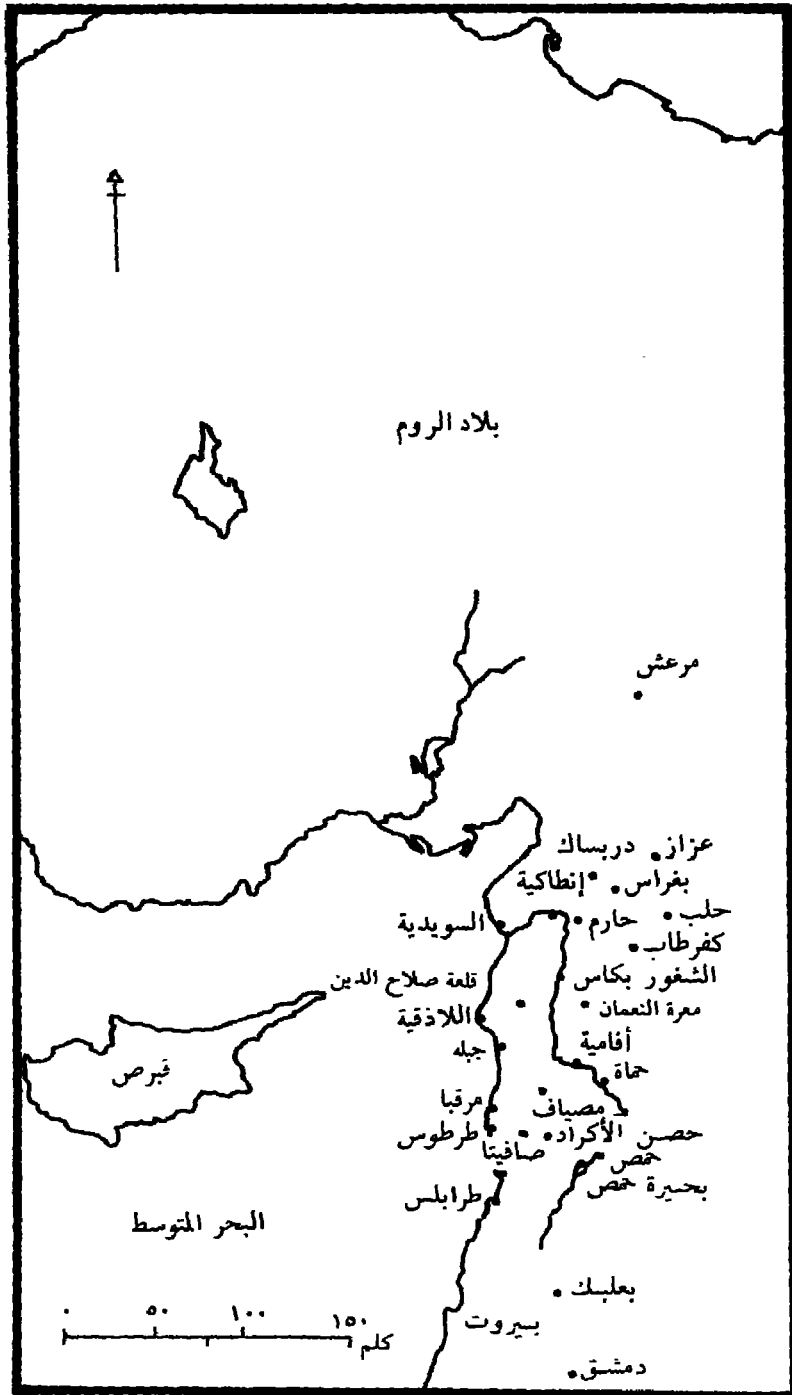 بلاد الروم
مرعش
عزاز
دربساك
بغراس
إنطاكية
حلب
حارم
السويدية
كفرطاب
الشغور بكاس
قلعة صلاح الدين
معرة النعمان
اللاذقية
أفامية
جبله
حماة
قبرص
مصياف
مرقبا
حصن الأكراد
طرطوس
صافيتا
حمص
بحيرة حمص
طرابلس
البحر المتوسط
بعلبك
بيروت
٠ ٥٠ ١٠٠ ١٥٠
كلم
دمشق